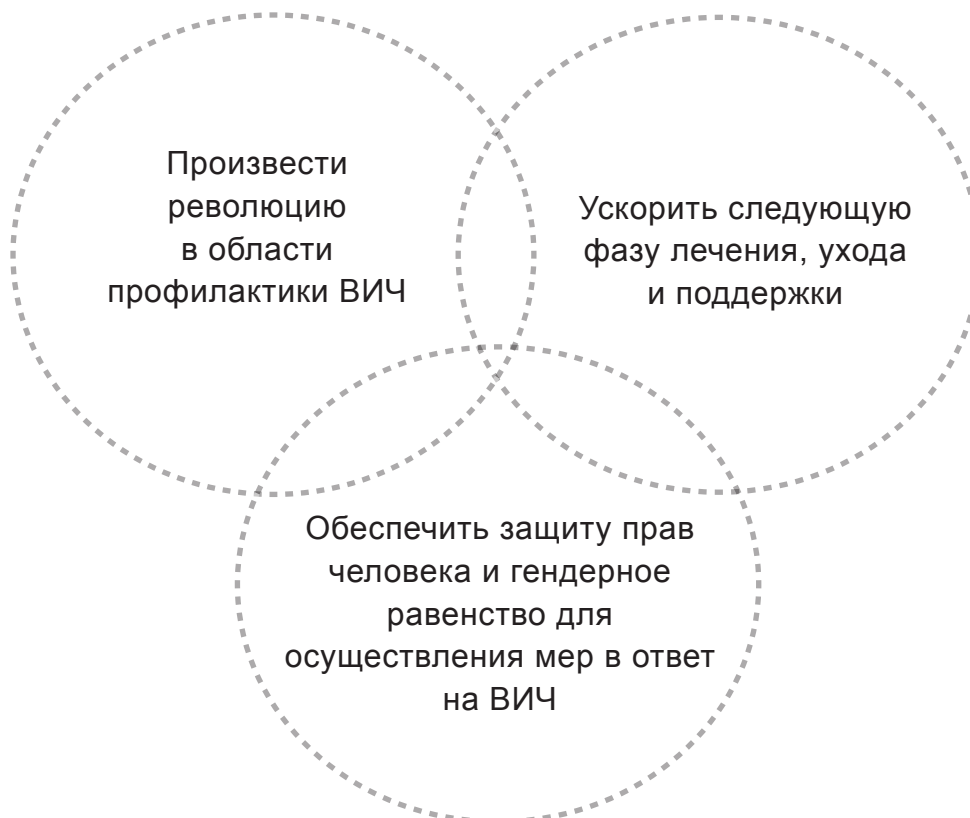 Произвести
революцию
в области
профилактики ВИЧ
Ускорить следующую
фазу лечения, ухода
и поддержки
Обеспечить защиту прав
человека и гендерное
равенство для
осуществления мер в ответ
на ВИЧ